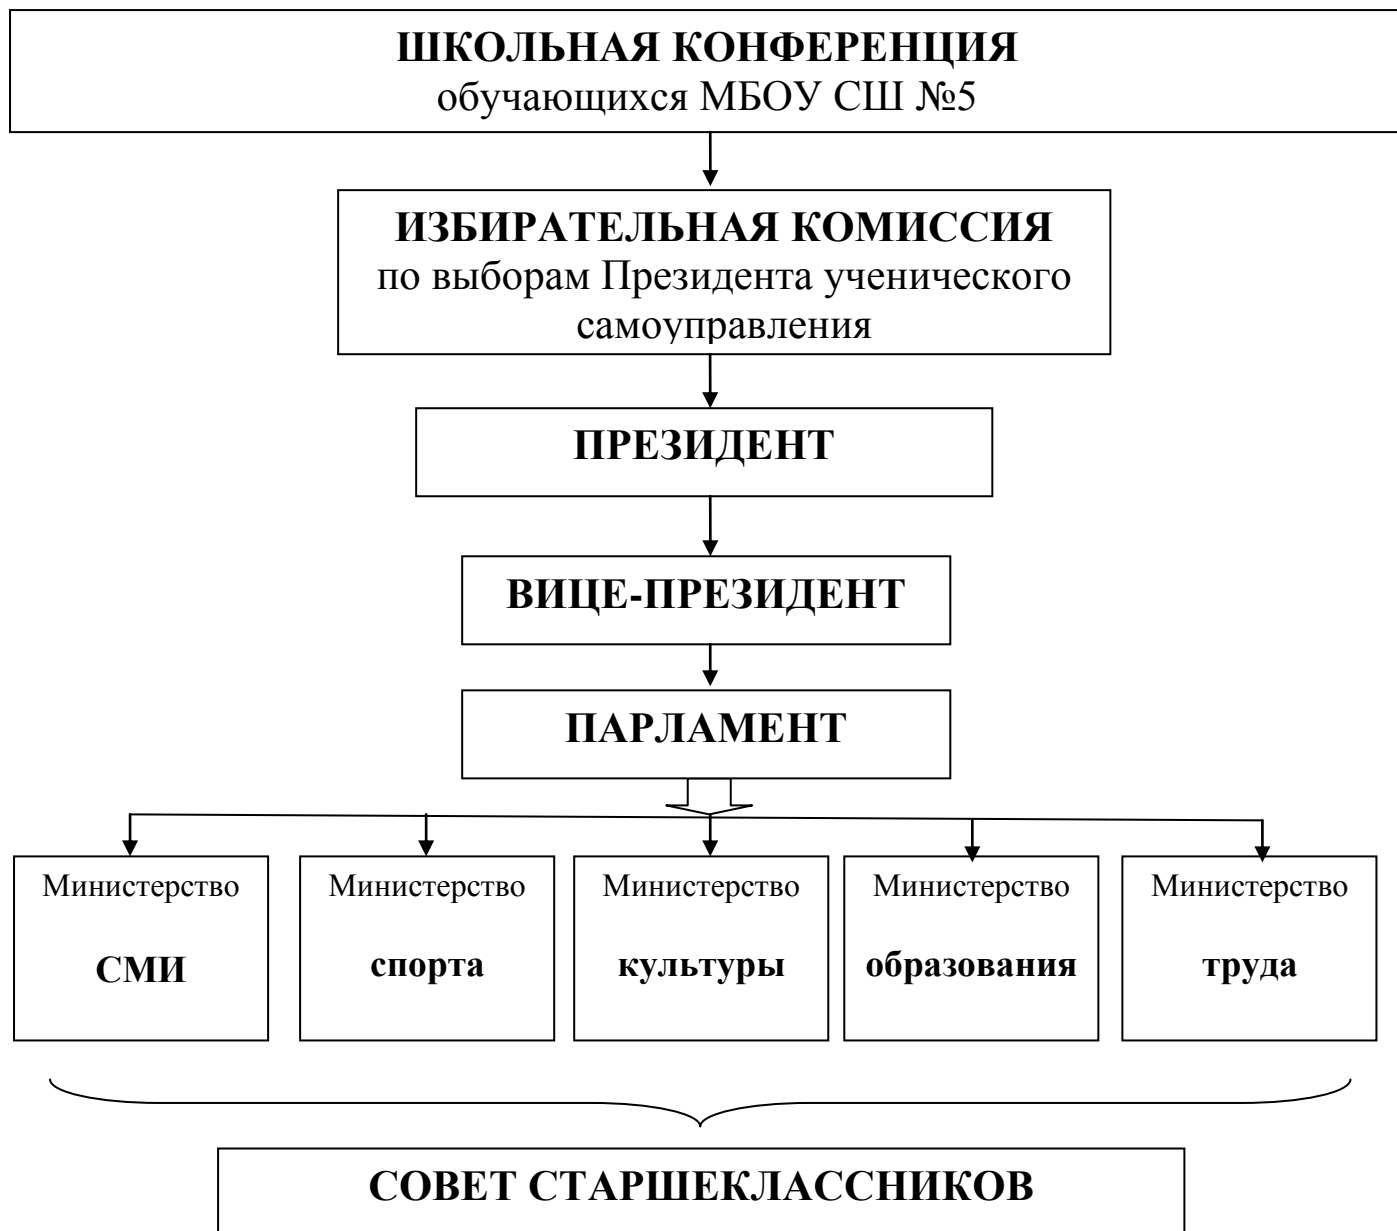 ШКОЛЬНАЯ КОНФЕРЕНЦИЯ
обучающихся МБОУ СШ №5
ИЗБИРАТЕЛЬНАЯ КОМИССИЯ
по выборам Президента ученического
самоуправления
ПРЕЗИДЕНТ
ВИЦЕ-ПРЕЗИДЕНТ
ПАРЛАМЕНТ
Министерство
СМИ
Министерство
спорта
Министерство
культуры
Министерство
образования
Министерство
труда
СОВЕТ СТАРШЕКЛАССНИКОВ